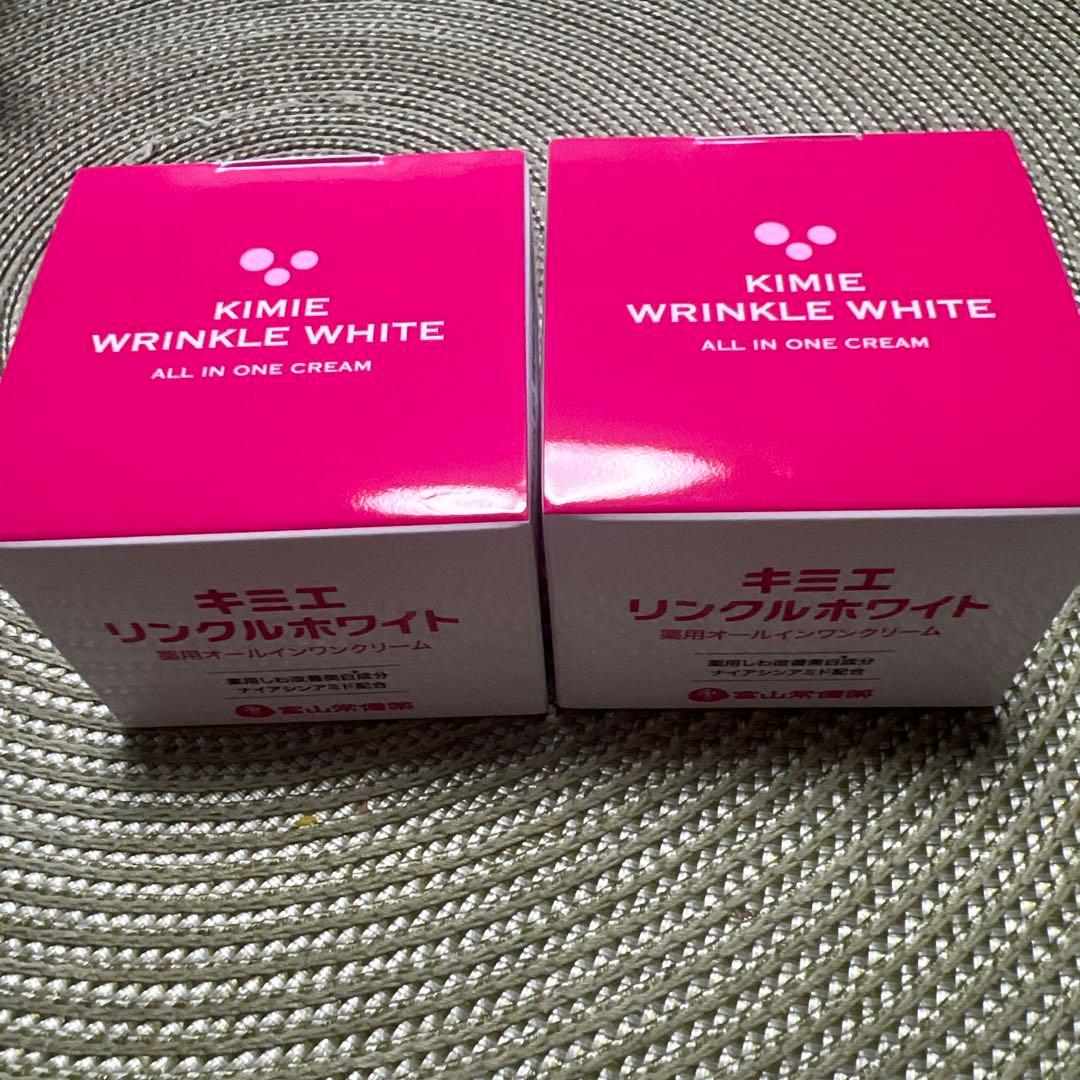 KIMIE
WRINKLE WHITE
ALL IN ONE CREAM
キミエ
リンクルホワイト
薬用オールインワンクリーム
薬用しわ改善美白成分
ナイアシンアミド配合
富山常備薬
KIMIE
WRINKLE WHITE
ALL IN ONE CREAM
キミエ
リンクルホワイト
薬用オールインワンクリーム
薬用しわ改善美白成分
ナイアシンアミド配合
富山常備薬